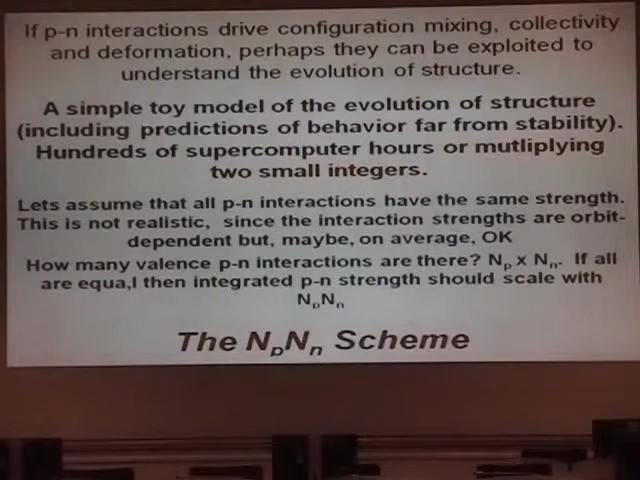 If p-n interactions drive configuration mixing, collectivity
and deformation, perhaps they can be exploited to
understand the evolution of structure.
A simple toy model of the evolution of structure
(including predictions of behavior far from stability).
Hundreds of supercomputer hours or mutliplying
two small integers.
Lets assume that all p-n interactions have the same strength.
This is not realistic, since the interaction strengths are orbit-
dependent but, maybe, on average, OK
How many valence p-n interactions are there? Np x Nn. If all
are equa,l then integrated p-n strength should scale with
NpNn
The NpNn Scheme